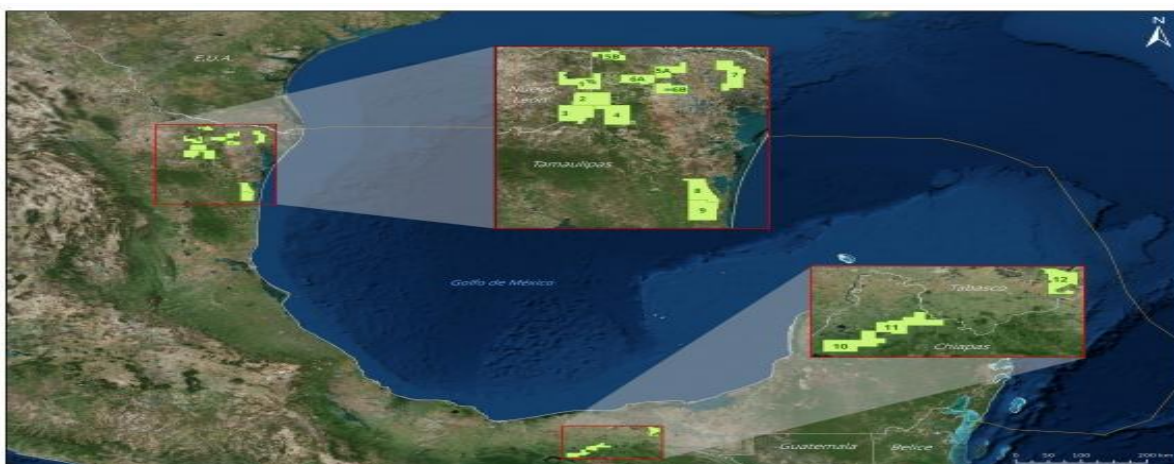 N
E.U.A
15B
5A
7
1
6A
6B
Nuevo
León
2
3
4
Tamaulipas
8
9
Golfo de México
12
Tabasco
11
10
Chiapas
Guatemala
Belice
0 50 100 200 km